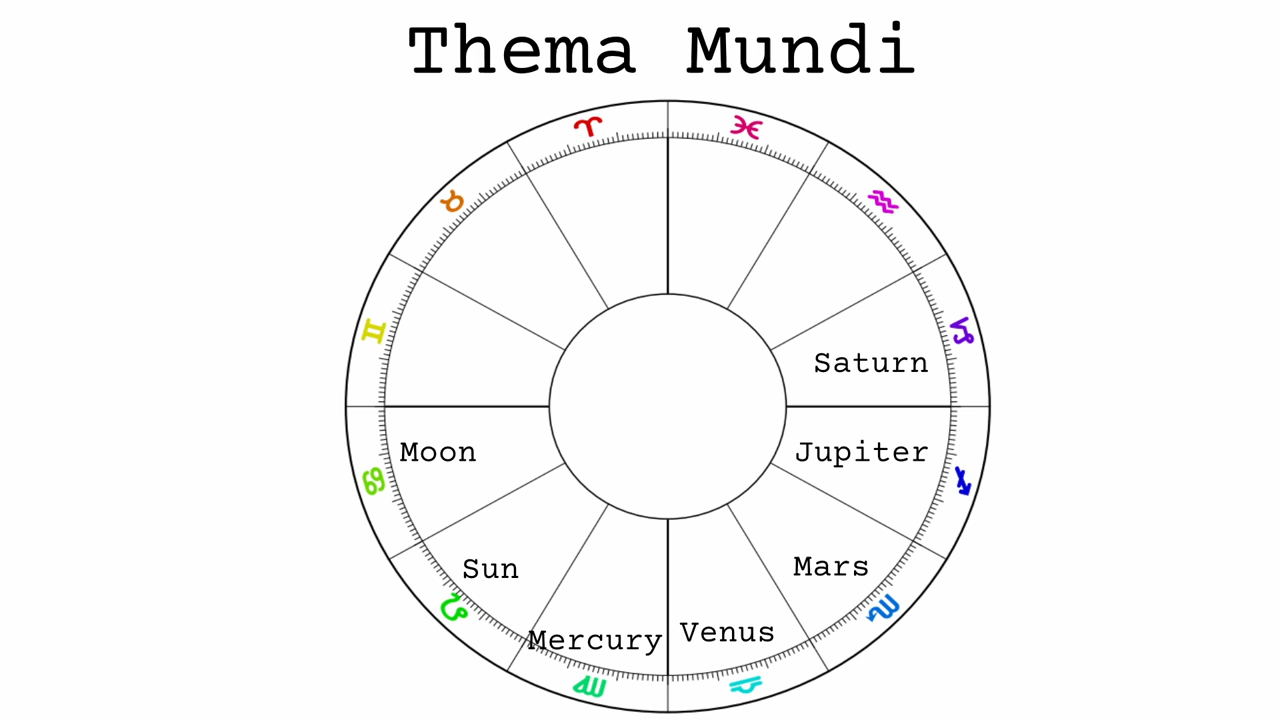 Thema Mundi
♈ ♓
♉ ♒
♊ ♑
Saturn
Moon Jupiter
♋ ♐
Sun Mars
♌ ♏
Mercury Venus
♍ ♎